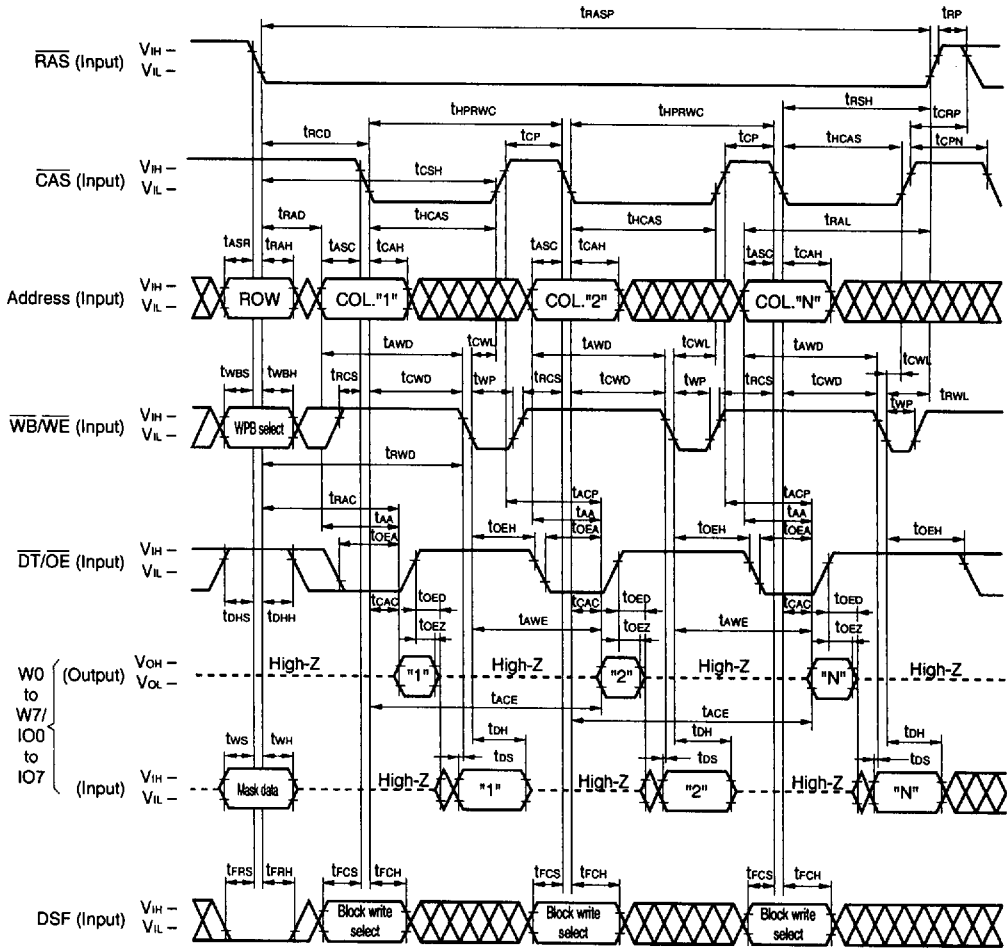 tRASP tRP
RAS (Input) VIH – VIL –
tHPRWC tHPRWC tRSH
tRCD tCP tCP tCRP
tHCAS tCPN
CAS (Input) VIH – VIL –
tCSH
tRAD tHCAS tHCAS tRAL
tASR tRAH tASC tCAH tASC tCAH tASC tCAH
Address (Input) VIH – VIL –
ROW COL."1" COL."2" COL."N"
tAWD tCWL tAWD tCWL tAWD tCWL
tWBS tWBH tRCS tCWD tWP tRCS tCWD tWP tRCS tCWD tRWL
tWP
WB/WE (Input) VIH – VIL –
WPB select
tRWD
tRAC tACP tACP
tAA tAA tAA
tOEA tOEH tOEA tOEH tOEA tOEH
DT/OE (Input) VIH – VIL –
tDHS tDHH tCAC tOED tCAC tOED tCAC tOED
tOEZ tAWE tOEZ tAWE tOEZ
W0 to W7/ IO0 to IO7
(Output) VOH – VOL –
High-Z "1" High-Z "2" High-Z "N" High-Z
tACE tACE
tWS tWH tDH tDH tDH
tDS tDS tDS
(Input) VIH – VIL –
Mask data High-Z "1" High-Z "2" High-Z "N"
tFRS tFRH tFCS tFCH tFCS tFCH tFCS tFCH
DSF (Input) VIH – VIL –
Block write select Block write select Block write select